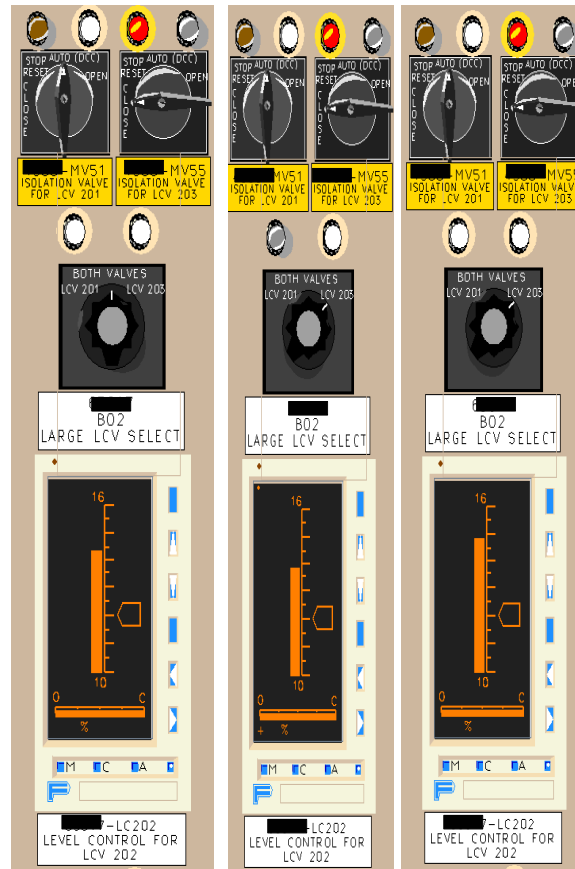 STOP AUTO (DCC)
RESET OPEN
CLOSE
STOP AUTO (DCC)
RESET OPEN
CLOSE
-MV51
ISOLATION VALVE
FOR LCV 201
-MV55
ISOLATION VALVE
FOR LCV 203
BOTH VALVES
LCV 201 LCV 203
BO2
LARGE LCV SELECT
16
10
O C
%
M C A
-LC202
LEVEL CONTROL FOR
LCV 202
STOP AUTO (DCC)
RESET OPEN
CLOSE
STOP AUTO (DCC)
RESET OPEN
CLOSE
-MV51
ISOLATION VALVE
FOR LCV 201
MV55
ISOLATION VALVE
FOR LCV 203
BOTH VALVES
LCV 201 LCV 203
BO2
LARGE LCV SELECT
16
10
O C
+ %
M C A
-LC202
LEVEL CONTROL FOR
LCV 202
STOP AUTO (DCC)
RESET OPEN
CLOSE
STOP AUTO (DCC)
RESET OPEN
CLOSE
-MV51
ISOLATION VALVE
FOR LCV 201
MV55
ISOLATION VALVE
FOR LCV 203
BOTH VALVES
LCV 201 LCV 203
BO2
LARGE LCV SELECT
16
10
O C
%
M C A
7-LC202
LEVEL CONTROL FOR
LCV 202